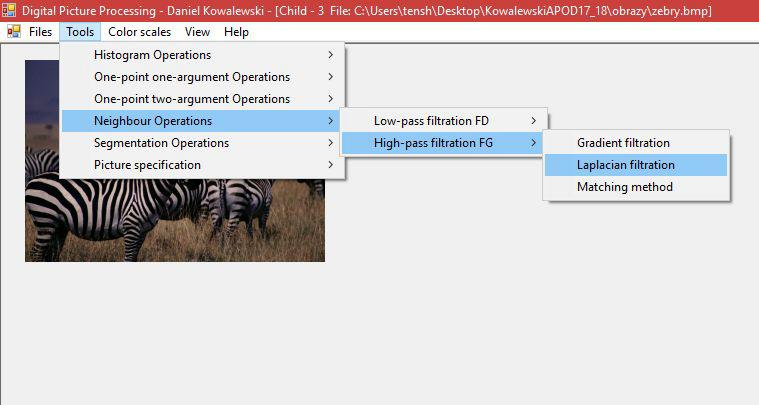 Digital Picture Processing - Daniel Kowalewski - [Child - 3  File: C:\Users\tensh\Desktop\KowalewskiAPOD17_18\obrazy\zebry.bmp]
Files Tools Color scales View Help
Histogram Operations
One-point one-argument Operations
One-point two-argument Operations
Neighbour Operations
Segmentation Operations
Picture specification
Low-pass filtration FD
High-pass filtration FG
Gradient filtration
Laplacian filtration
Matching method